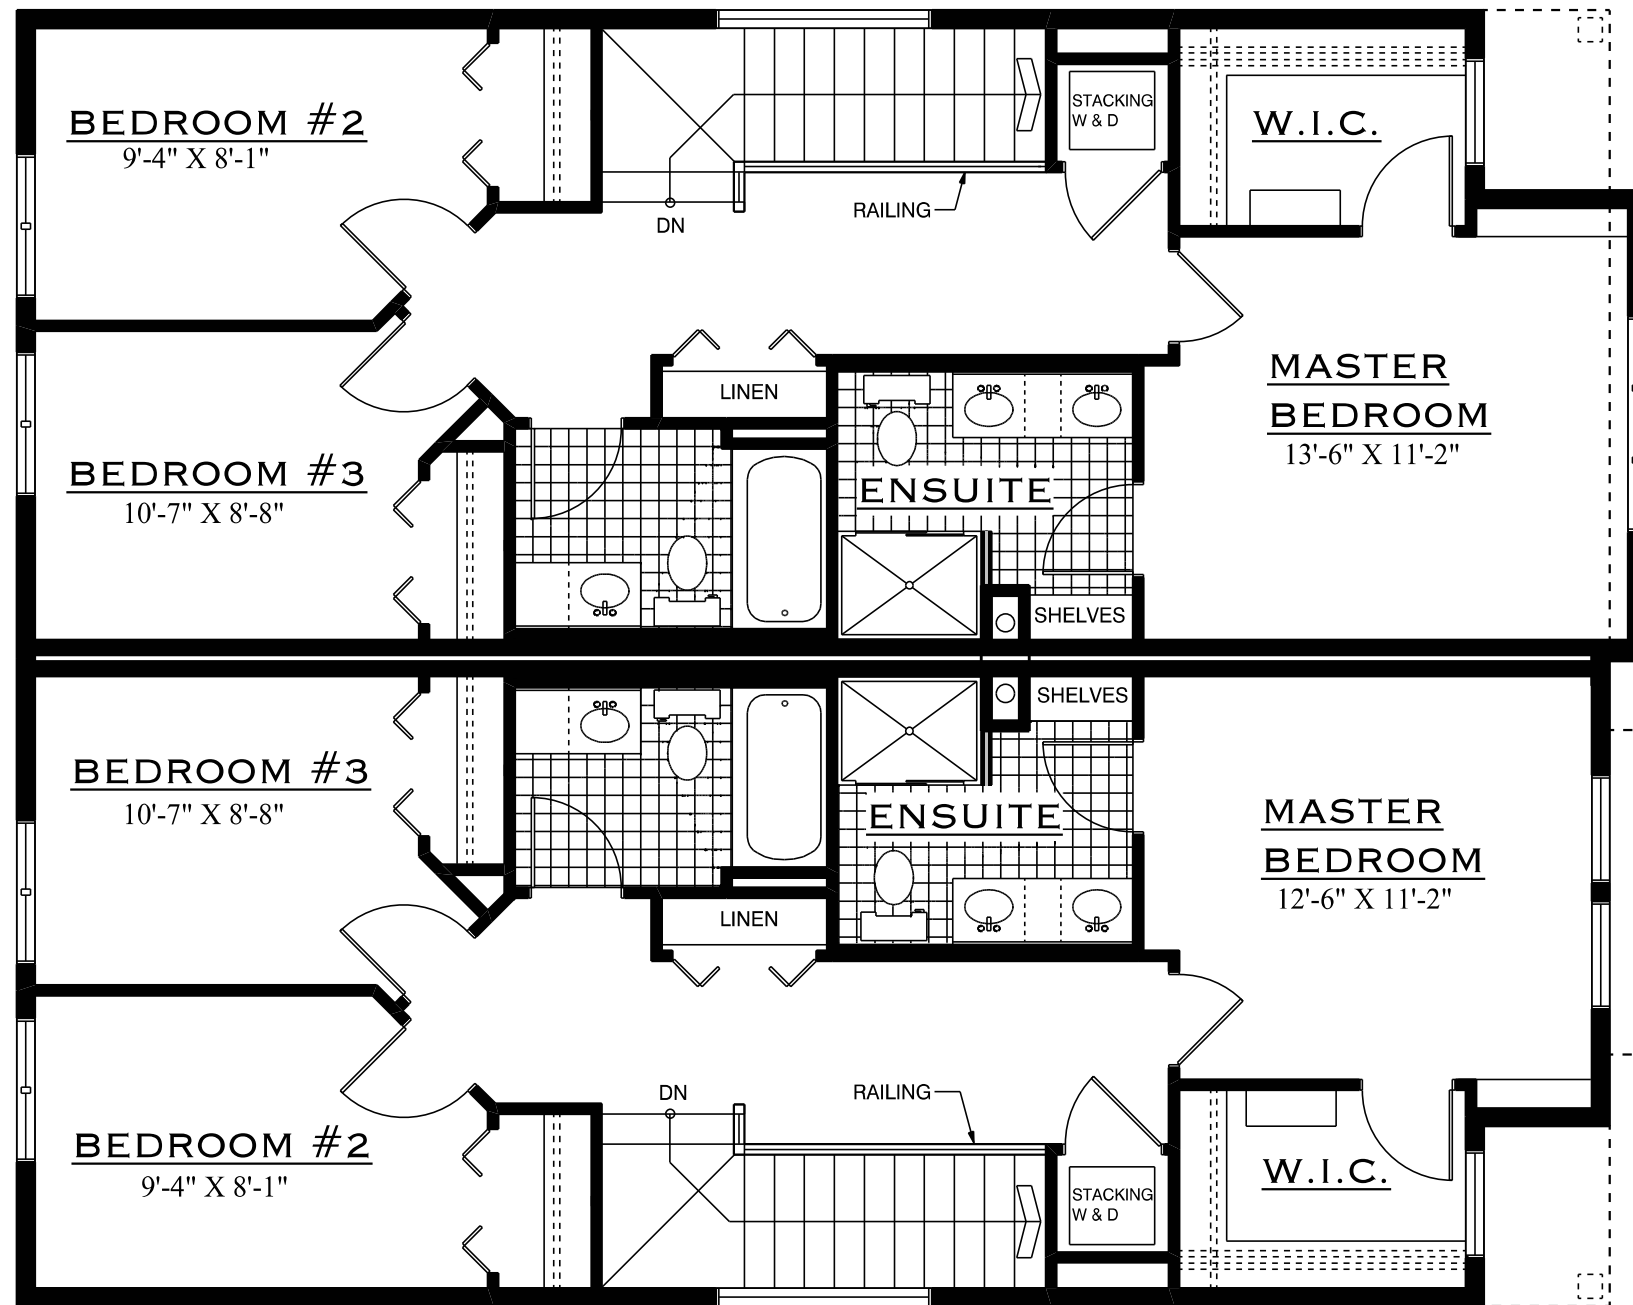 BEDROOM #2
9'-4" X 8'-1"
STACKING
W & D
W.I.C.
RAILING
DN
MASTER
BEDROOM
13'-6" X 11'-2"
LINEN
BEDROOM #3
10'-7" X 8'-8"
ENSUITE
SHELVES
SHELVES
BEDROOM #3
10'-7" X 8'-8"
ENSUITE
MASTER
BEDROOM
12'-6" X 11'-2"
LINEN
DN
RAILING
BEDROOM #2
9'-4" X 8'-1"
STACKING
W & D
W.I.C.